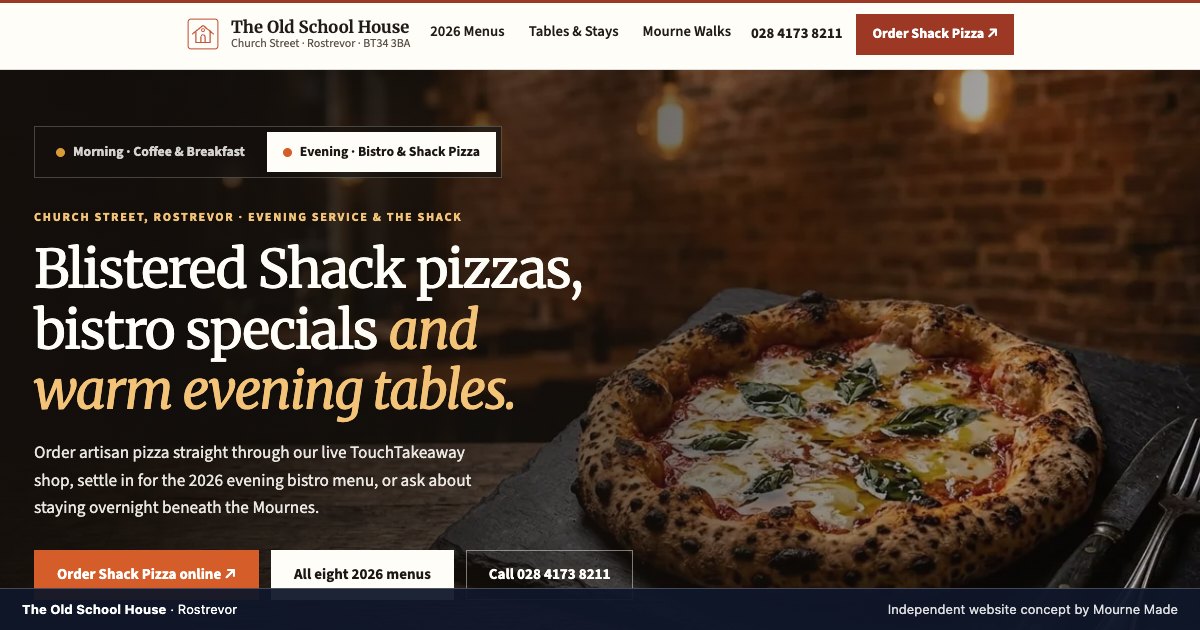 The Old School House
Church Street · Rostrevor · BT34 3BA
2026 Menus
Tables & Stays
Mourne Walks
028 4173 8211
Order Shack Pizza ↗
Morning · Coffee & Breakfast
Evening · Bistro & Shack Pizza
CHURCH STREET, ROSTREVOR · EVENING SERVICE & THE SHACK
Blistered Shack pizzas,
bistro specials and
warm evening tables.
Order artisan pizza straight through our live TouchTakeaway
shop, settle in for the 2026 evening bistro menu, or ask about
staying overnight beneath the Mournes.
Order Shack Pizza online ↗
All eight 2026 menus
Call 028 4173 8211
The Old School House · Rostrevor
Independent website concept by Mourne Made